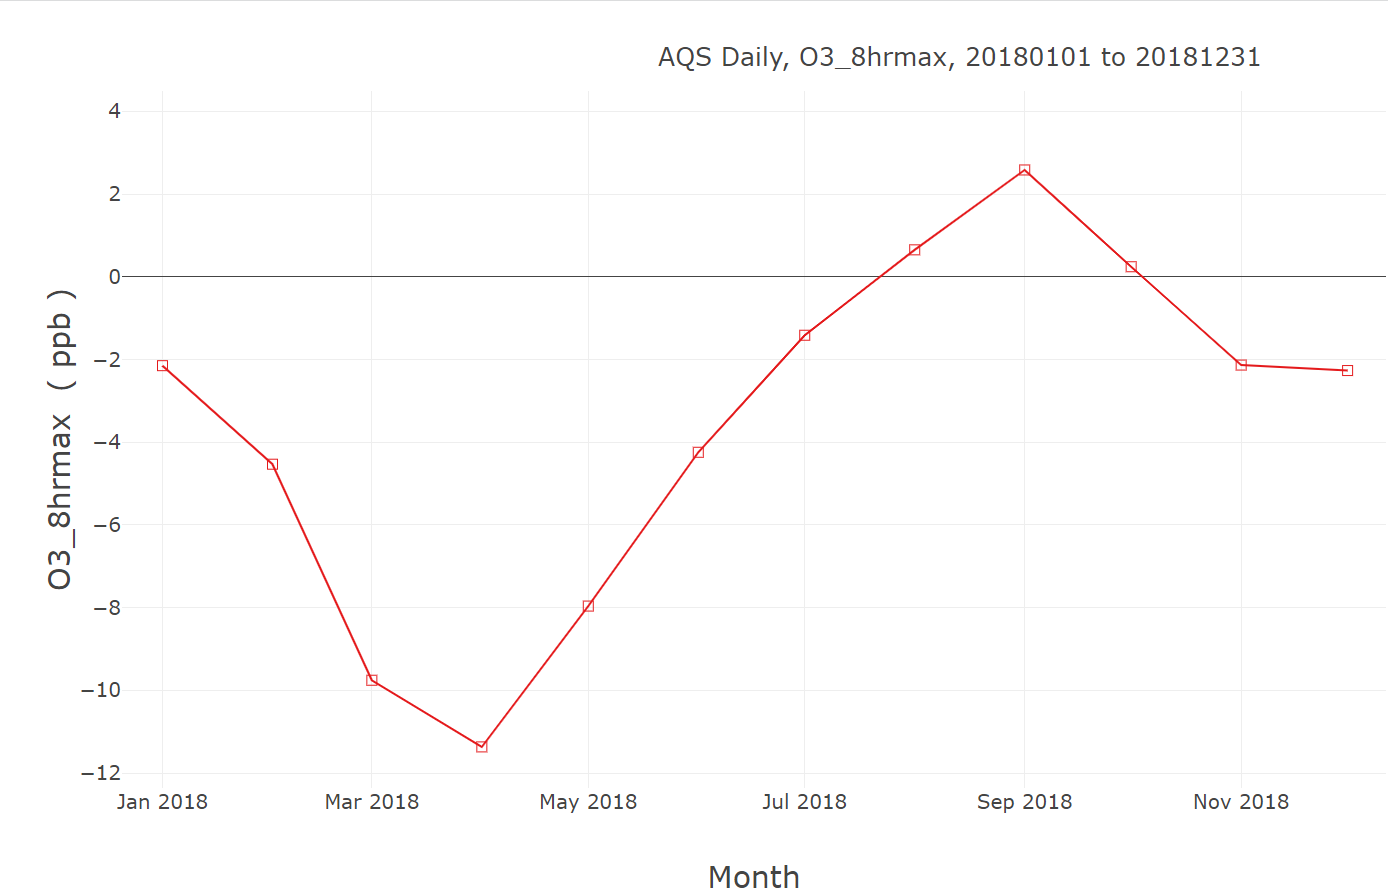 AQS Daily, O3_8hrmax, 20180101 to 20181231
O3_8hrmax ( ppb )
4
2
0
−2
−4
−6
−8
−10
−12
Jan 2018 Mar 2018 May 2018 Jul 2018 Sep 2018 Nov 2018
Month